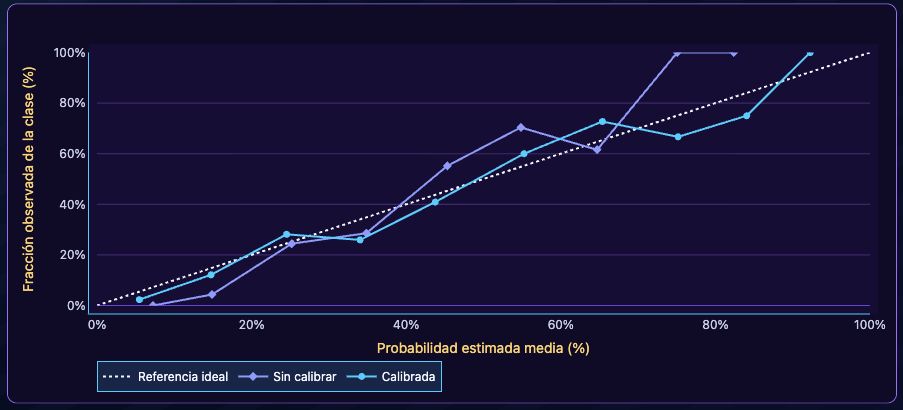 Fracción observada de la clase (%)
100%
80%
60%
40%
20%
0%
0% 20% 40% 60% 80% 100%
Probabilidad estimada media (%)
Referencia ideal Sin calibrar Calibrada